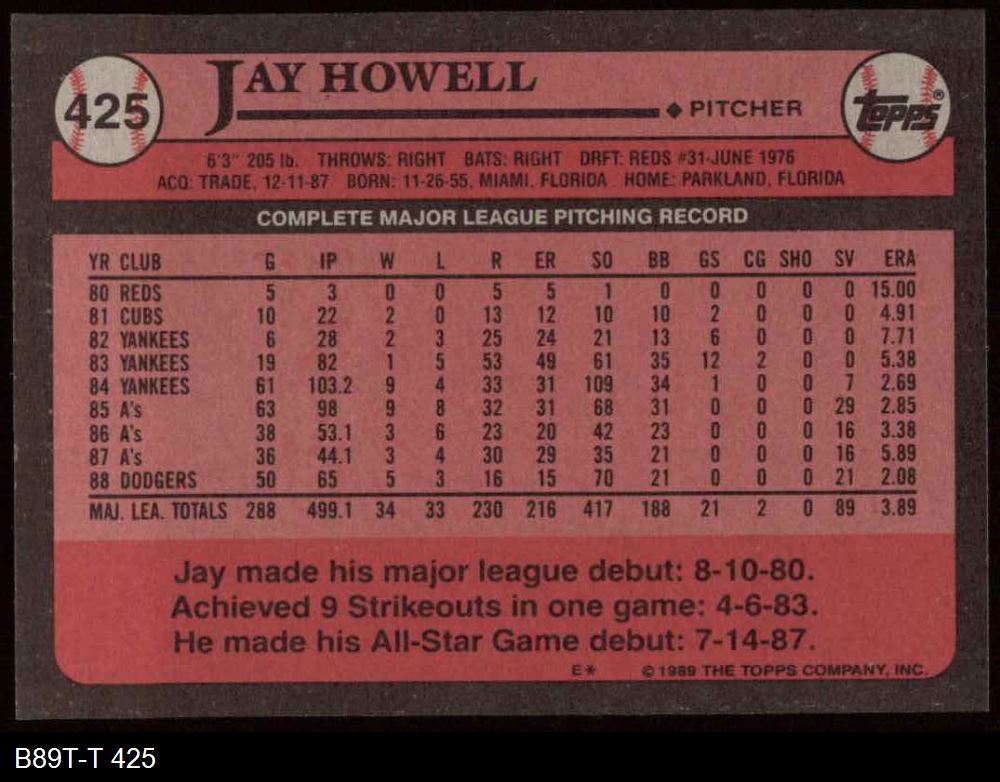 425
JAY HOWELL
◆ PITCHER
topps®
6'3" 205 lb. THROWS: RIGHT BATS: RIGHT DRFT: REDS #31-JUNE 1976
ACQ: TRADE, 12-11-87 BORN: 11-26-55, MIAMI, FLORIDA HOME: PARKLAND, FLORIDA
COMPLETE MAJOR LEAGUE PITCHING RECORD
YR CLUB G IP W L R ER SO BB GS CG SHO SV ERA
80 REDS 5 3 0 0 5 5 1 0 0 0 0 0 15.00
81 CUBS 10 22 2 0 13 12 10 10 2 0 0 0 4.91
82 YANKEES 6 28 2 3 25 24 21 13 6 0 0 0 7.71
83 YANKEES 19 82 1 5 53 49 61 35 12 2 0 0 5.38
84 YANKEES 61 103.2 9 4 33 31 109 34 1 0 0 7 2.69
85 A's 63 98 9 8 32 31 68 31 0 0 0 29 2.85
86 A's 38 53.1 3 6 23 20 42 23 0 0 0 16 3.38
87 A's 36 44.1 3 4 30 29 35 21 0 0 0 16 5.89
88 DODGERS 50 65 5 3 16 15 70 21 0 0 0 21 2.08
MAJ. LEA. TOTALS 288 499.1 34 33 230 216 417 188 21 2 0 89 3.89
Jay made his major league debut: 8-10-80.
Achieved 9 Strikeouts in one game: 4-6-83.
He made his All-Star Game debut: 7-14-87.
E* © 1989 THE TOPPS COMPANY, INC.
B89T-T 425